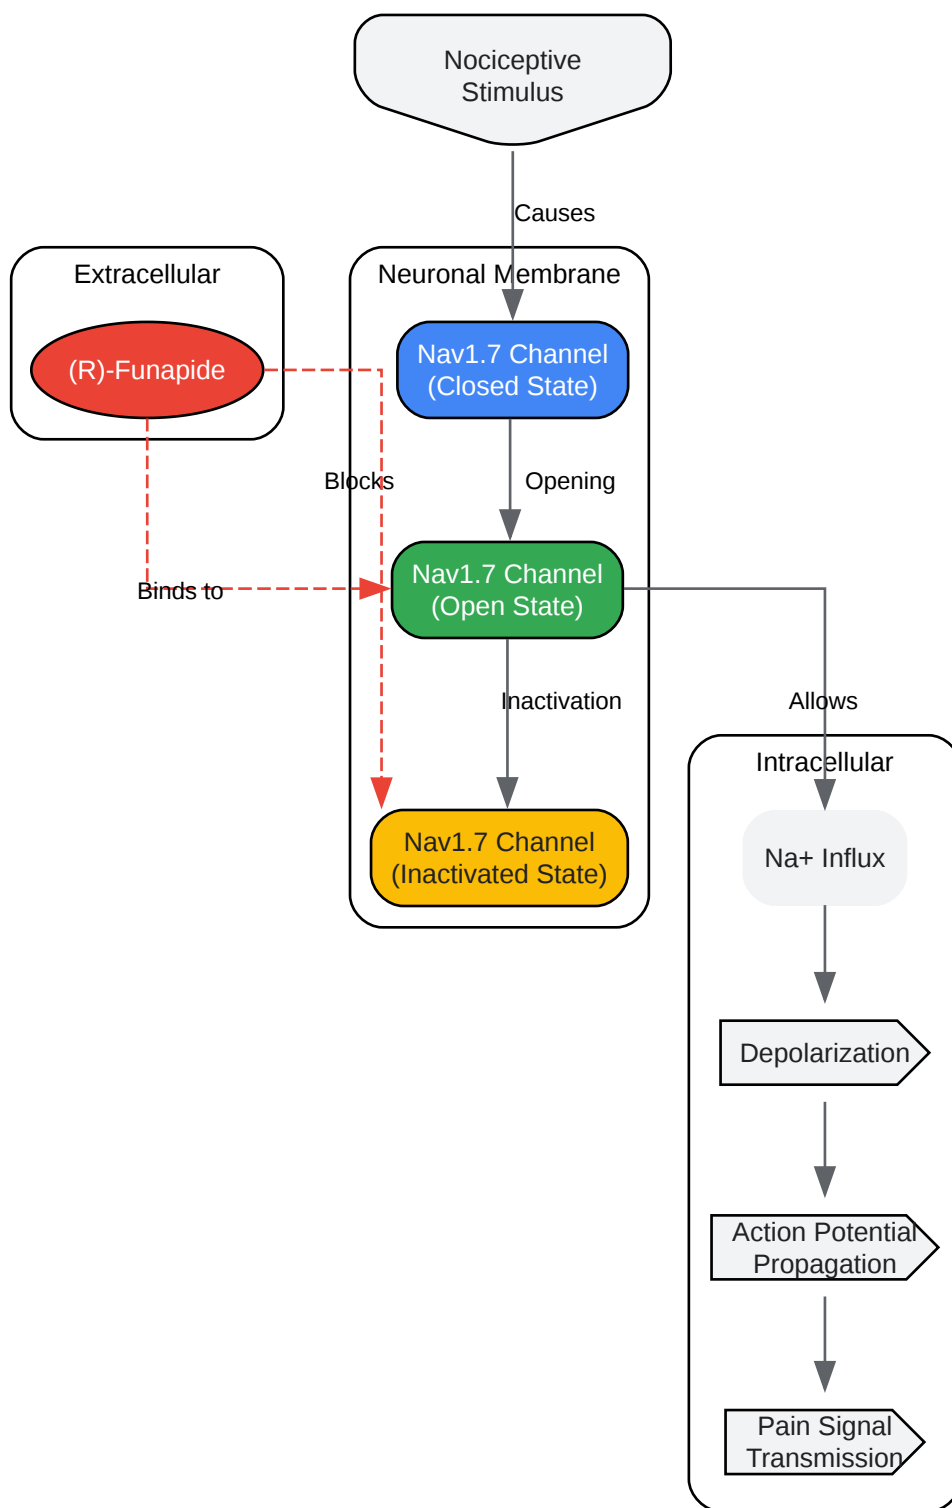 Nociceptive
Stimulus
Causes
Extracellular
Neuronal Membrane
(R)-Funapide
Nav1.7 Channel
(Closed State)
Blocks
Opening
Binds to
Nav1.7 Channel
(Open State)
Inactivation
Allows
Intracellular
Nav1.7 Channel
(Inactivated State)
Na+ Influx
Depolarization
Action Potential
Propagation
Pain Signal
Transmission